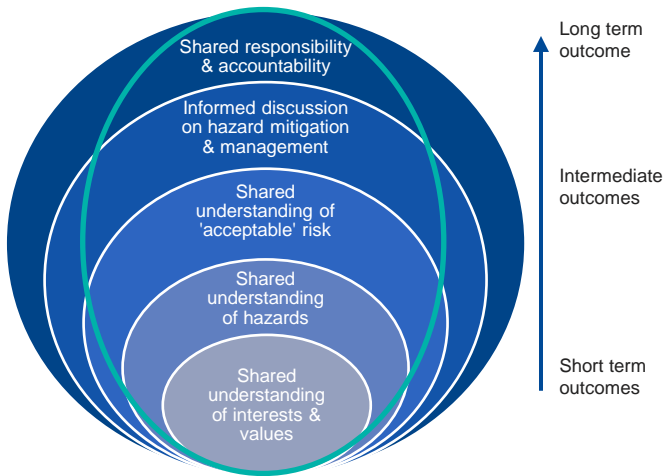 Shared responsibility
& accountability
Informed discussion
on hazard mitigation
& management
Shared
understanding of
'acceptable' risk
Shared
understanding
of hazards
Shared
understanding
of interests &
values
Long term
outcome
Intermediate
outcomes
Short term
outcomes